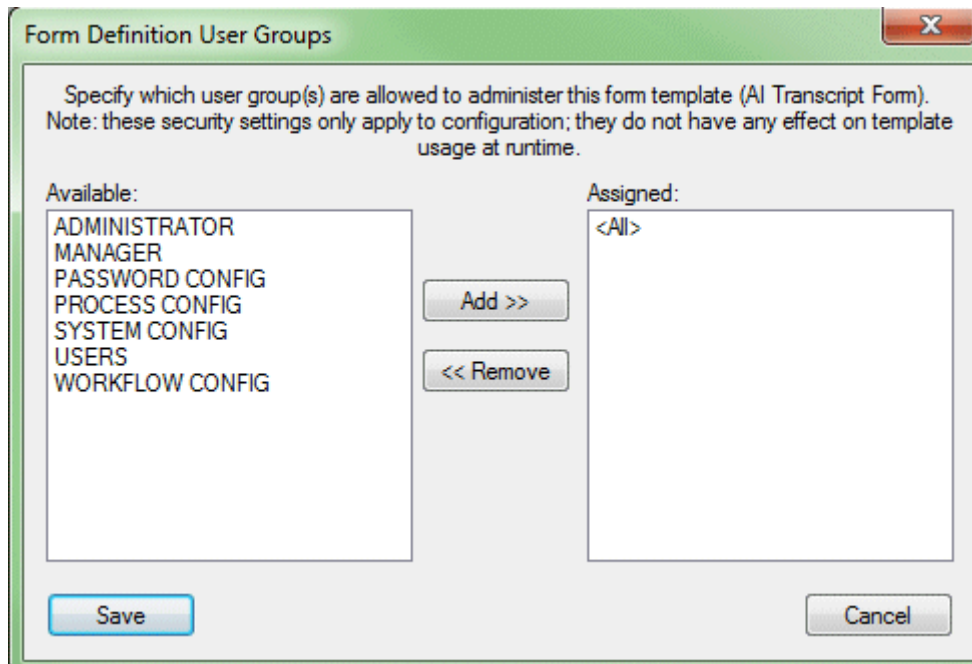 Form Definition User Groups
X
Specify which user group(s) are allowed to administer this form template (AI Transcript Form).
Note: these security settings only apply to configuration; they do not have any effect on template
usage at runtime.
Available:
Assigned:
ADMINISTRATOR
<All>
MANAGER
PASSWORD CONFIG
PROCESS CONFIG
Add >>
SYSTEM CONFIG
USERS
<< Remove
WORKFLOW CONFIG
Save
Cancel